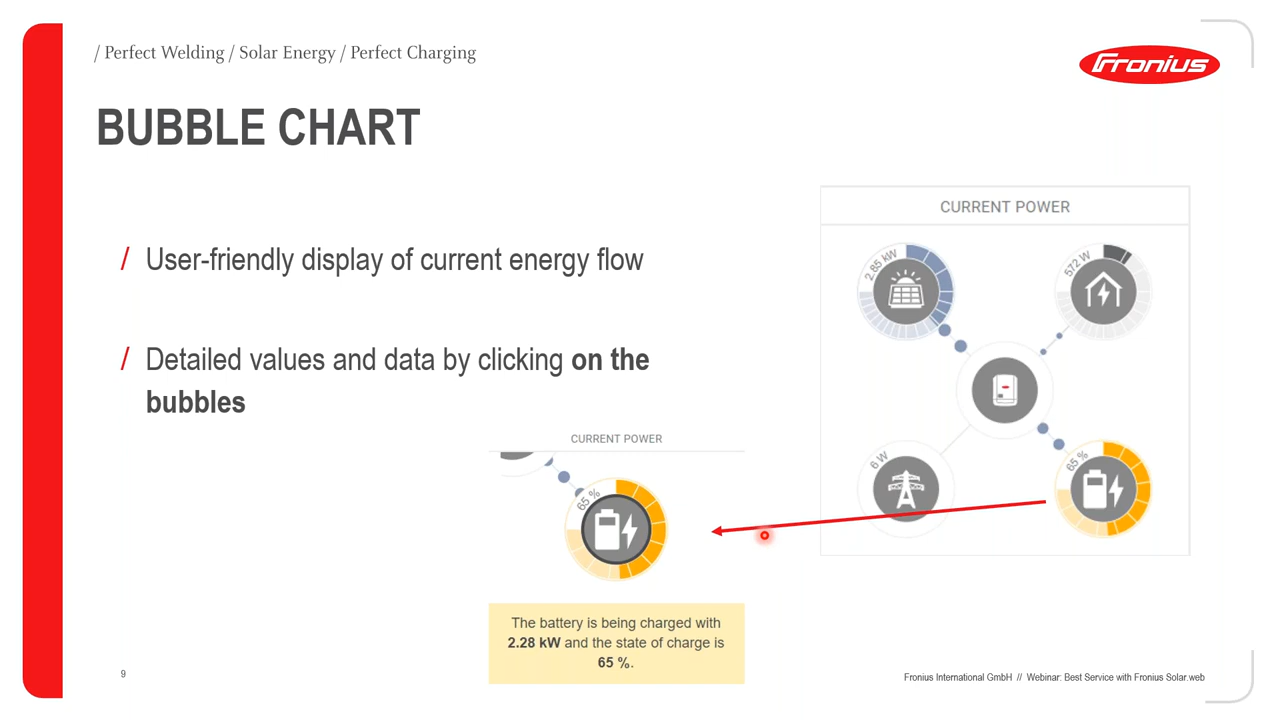 / Perfect Welding / Solar Energy / Perfect Charging
Fronius
BUBBLE CHART
/ User-friendly display of current energy flow
/ Detailed values and data by clicking on the
bubbles
CURRENT POWER
2.85 kW
572 W
6 W
65 %
CURRENT POWER
65 %
The battery is being charged with
2.28 kW and the state of charge is
65 %.
9
Fronius International GmbH // Webinar: Best Service with Fronius Solar.web